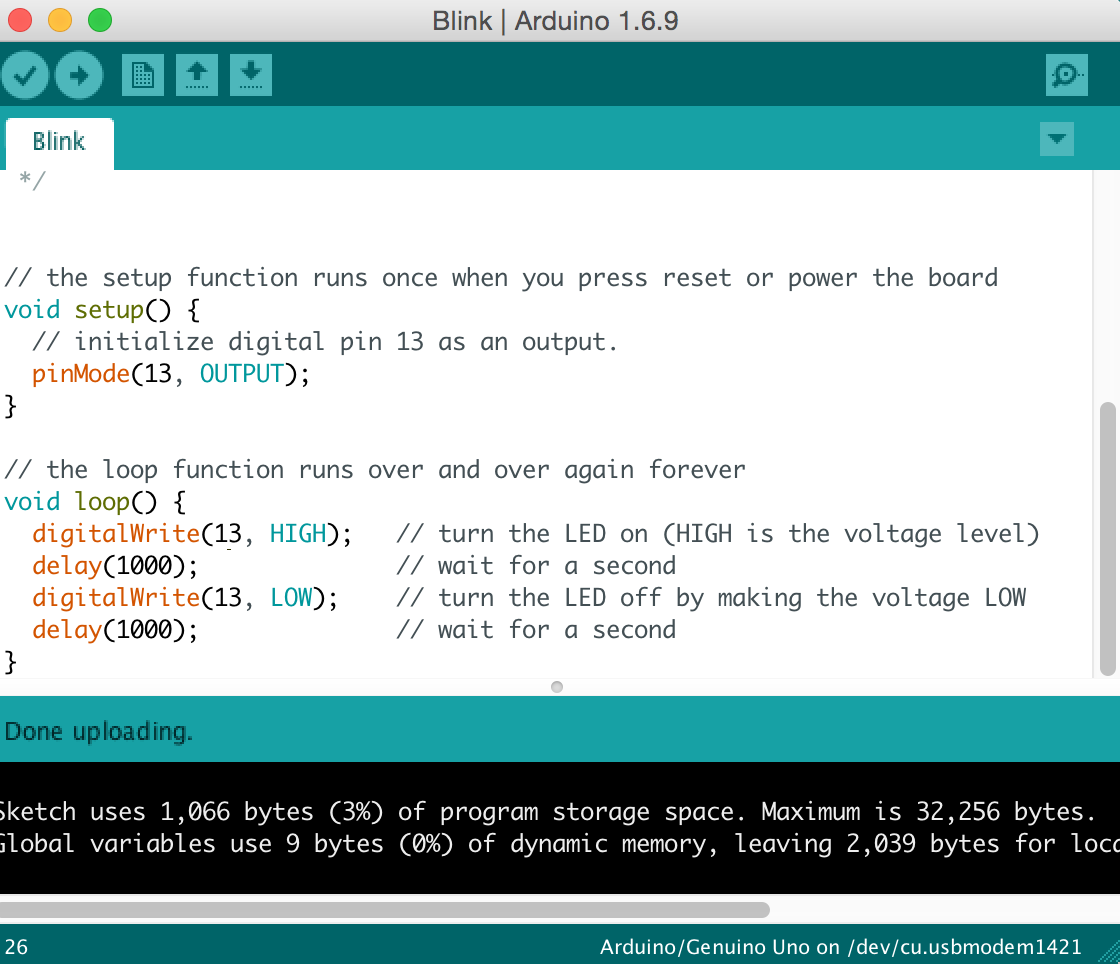 Blink | Arduino 1.6.9
Blink
*/
// the setup function runs once when you press reset or power the board
void setup() {
  // initialize digital pin 13 as an output.
  pinMode(13, OUTPUT);
}
// the loop function runs over and over again forever
void loop() {
  digitalWrite(13, HIGH);   // turn the LED on (HIGH is the voltage level)
  delay(1000);              // wait for a second
  digitalWrite(13, LOW);    // turn the LED off by making the voltage LOW
  delay(1000);              // wait for a second
}
Done uploading.
Sketch uses 1,066 bytes (3%) of program storage space. Maximum is 32,256 bytes.
Global variables use 9 bytes (0%) of dynamic memory, leaving 2,039 bytes for
26
Arduino/Genuino Uno on /dev/cu.usbmodem1421